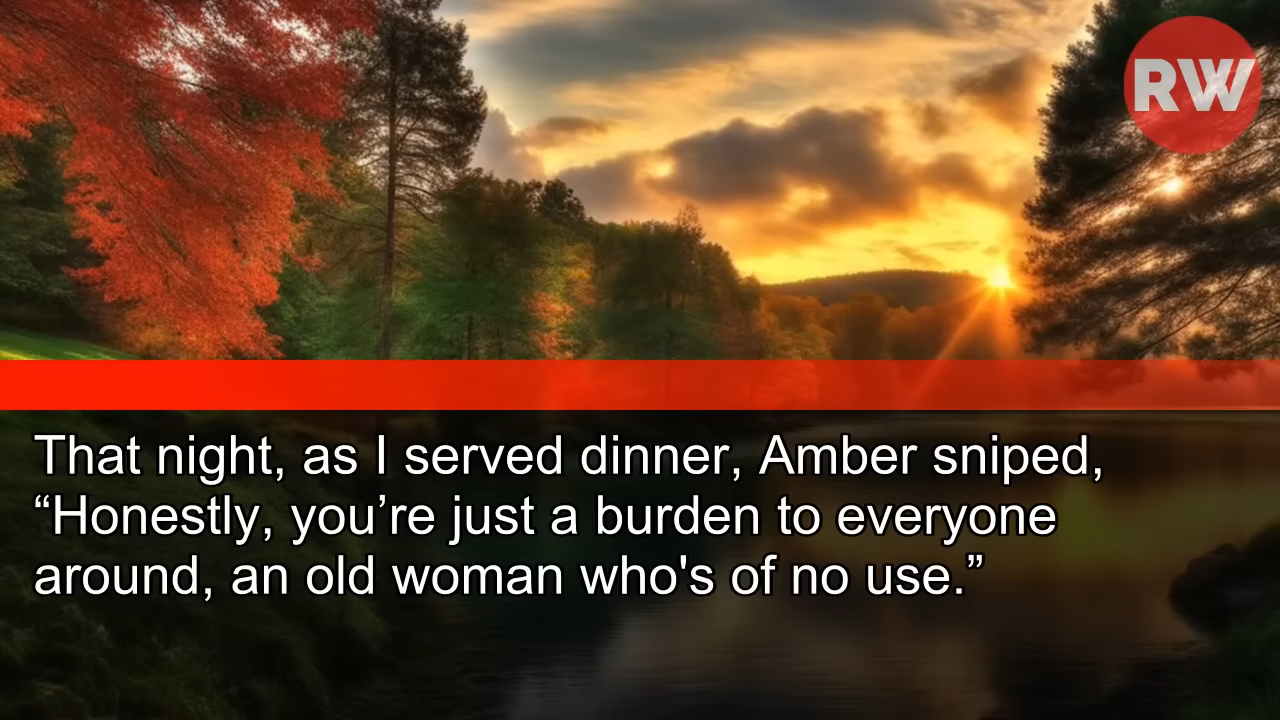 RW
That night, as I served dinner, Amber sniped,
“Honestly, you’re just a burden to everyone
around, an old woman who's of no use.”